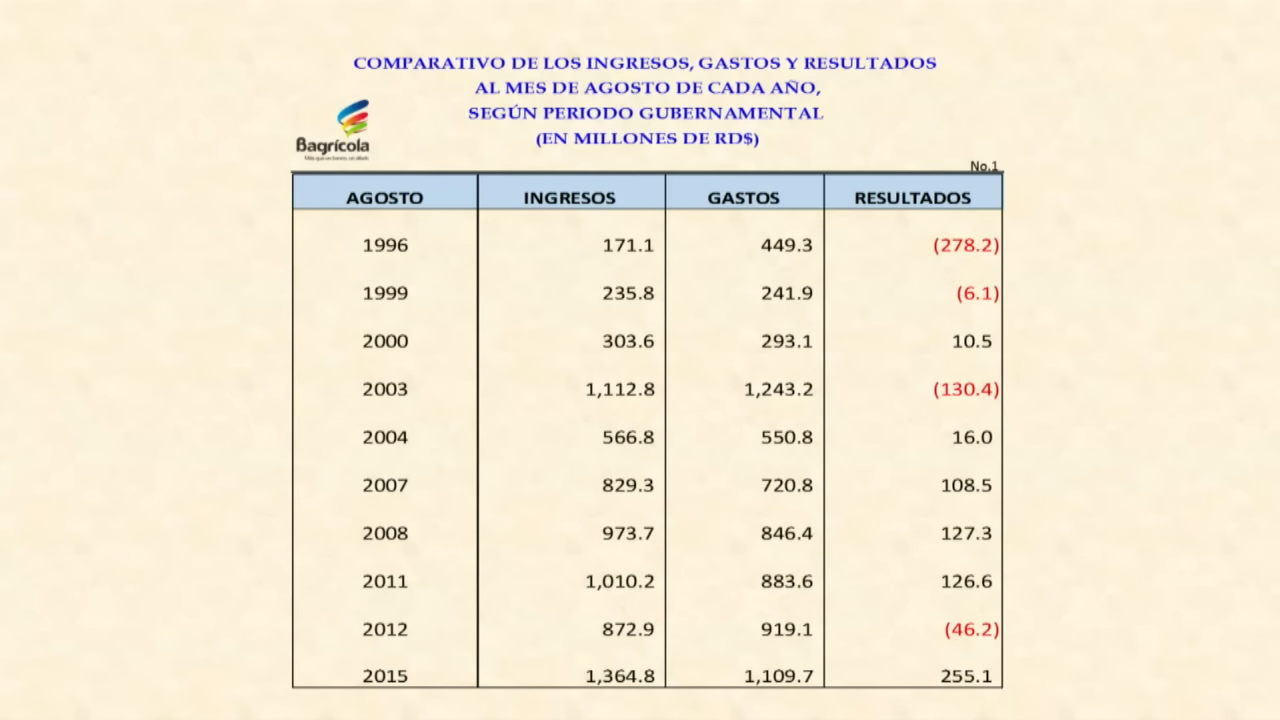 COMPARATIVO DE LOS INGRESOS, GASTOS Y RESULTADOS
AL MES DE AGOSTO DE CADA AÑO,
SEGÚN PERIODO GUBERNAMENTAL
(EN MILLONES DE RD$)
Bagrícola
No.1
AGOSTO INGRESOS GASTOS RESULTADOS
1996 171.1 449.3 (278.2)
1999 235.8 241.9 (6.1)
2000 303.6 293.1 10.5
2003 1,112.8 1,243.2 (130.4)
2004 566.8 550.8 16.0
2007 829.3 720.8 108.5
2008 973.7 846.4 127.3
2011 1,010.2 883.6 126.6
2012 872.9 919.1 (46.2)
2015 1,364.8 1,109.7 255.1